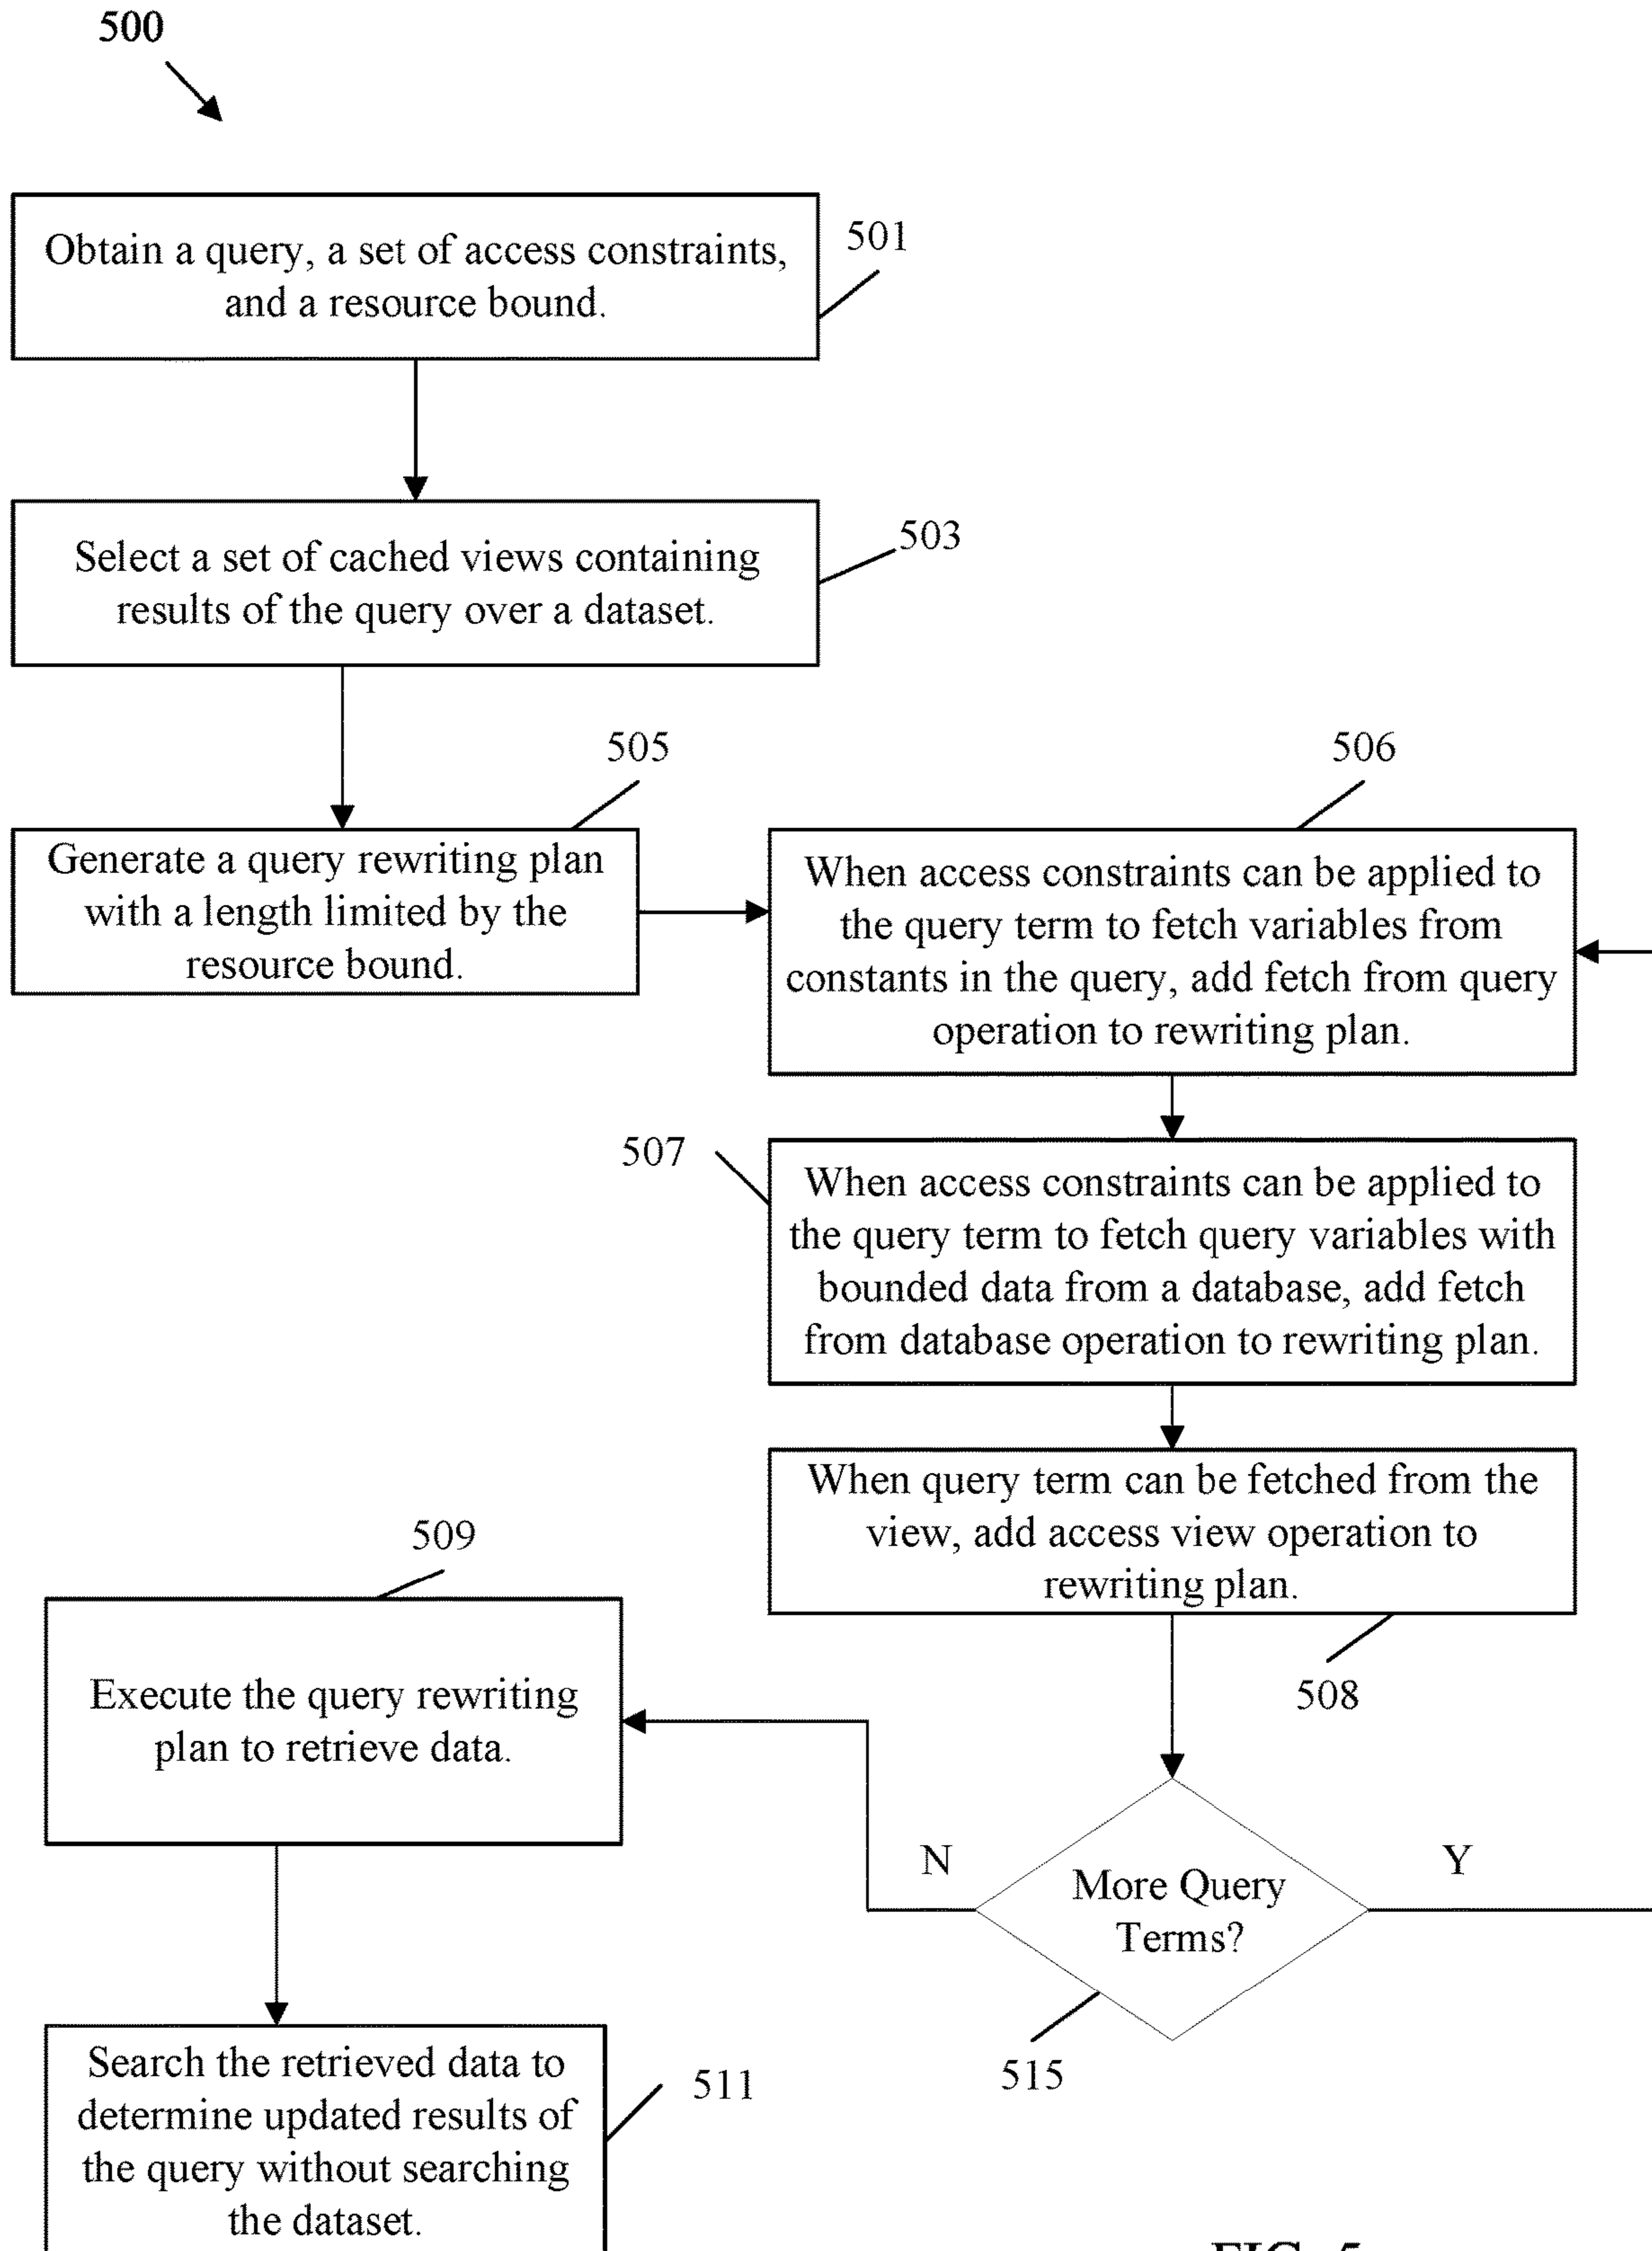 500
Obtain a query, a set of access constraints,
and a resource bound.
501
Select a set of cached views containing
results of the query over a dataset.
503
505
Generate a query rewriting plan
with a length limited by the
resource bound.
506
When access constraints can be applied to
the query term to fetch variables from
constants in the query, add fetch from query
operation to rewriting plan.
507
When access constraints can be applied to
the query term to fetch query variables with
bounded data from a database, add fetch
from database operation to rewriting plan.
When query term can be fetched from the
view, add access view operation to
rewriting plan.
508
509
Execute the query rewriting
plan to retrieve data.
N
More Query
Terms?
Y
515
Search the retrieved data to
determine updated results of
the query without searching
the dataset.
511
FIG. 5